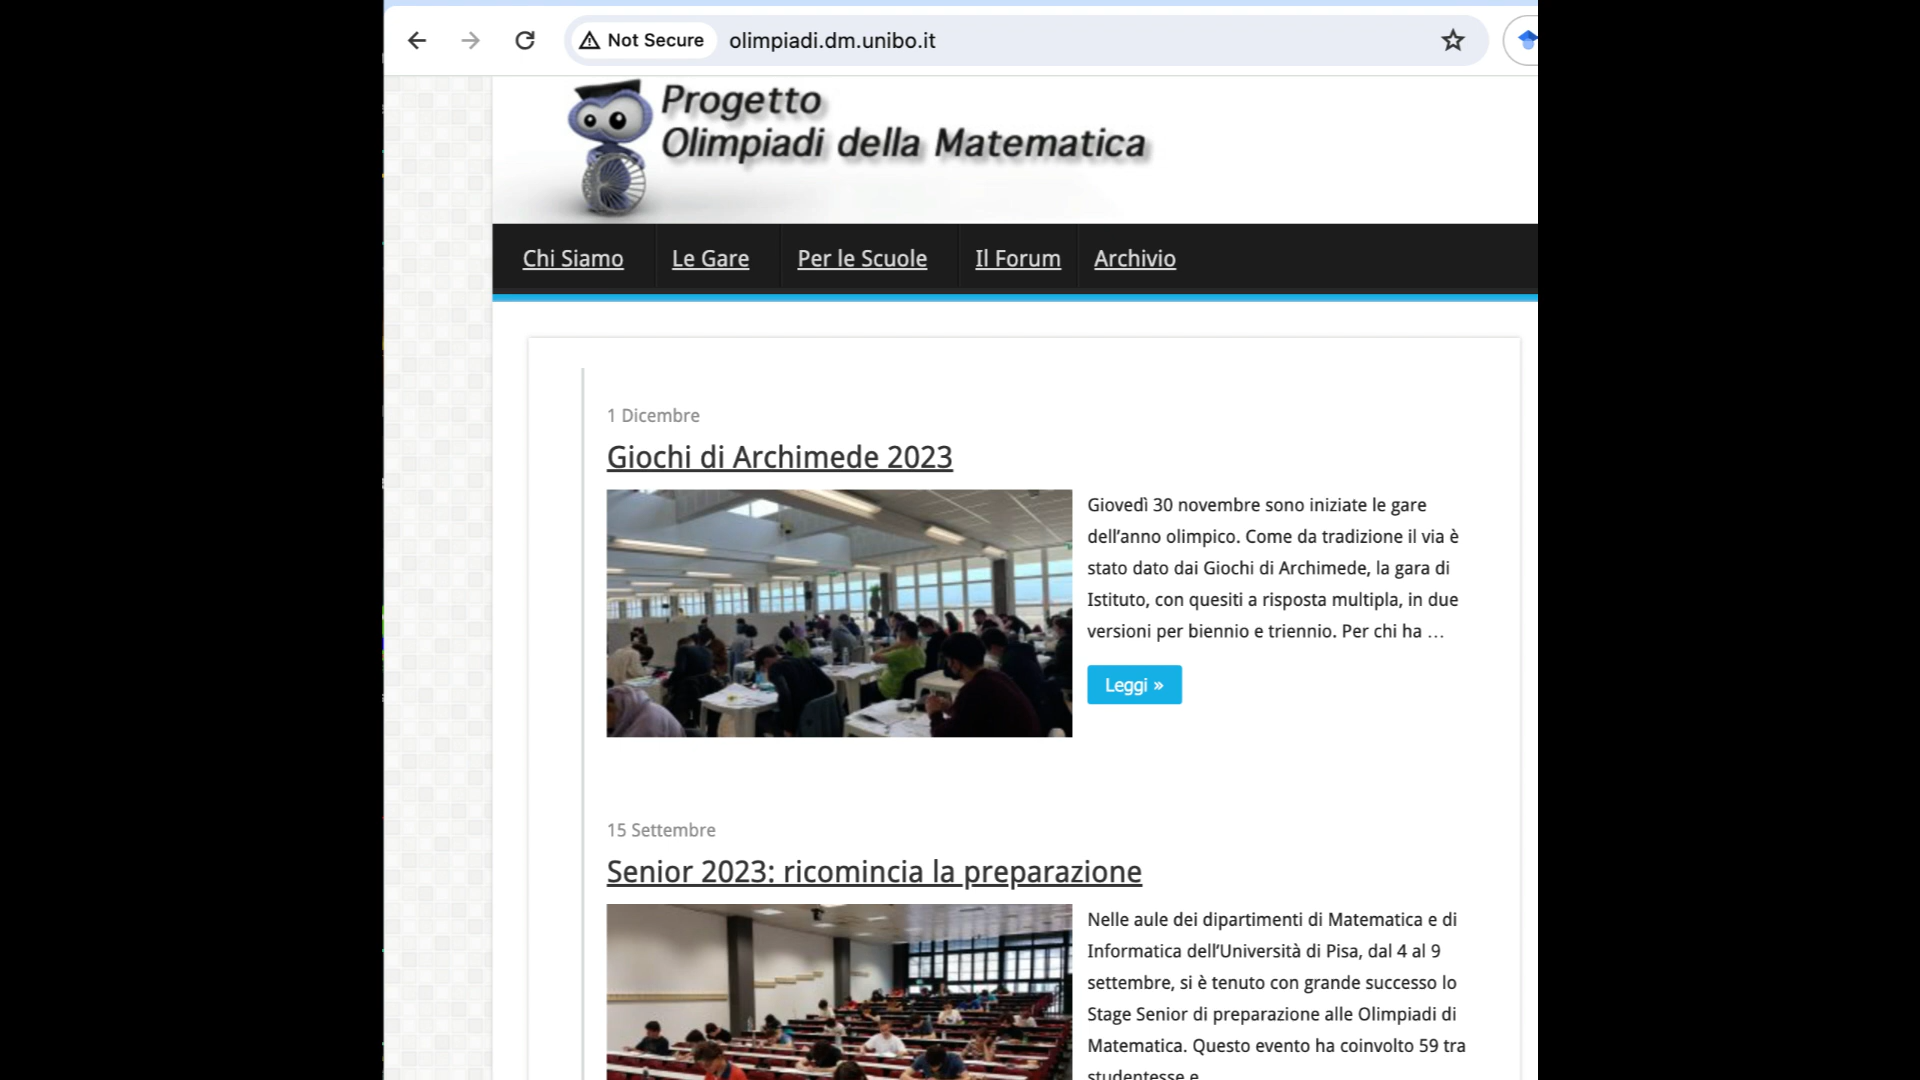 Not Secure olimpiadi.dm.unibo.it
Progetto
Olimpiadi della Matematica
Chi Siamo Le Gare Per le Scuole Il Forum Archivio
1 Dicembre
Giochi di Archimede 2023
Giovedì 30 novembre sono iniziate le gare
dell’anno olimpico. Come da tradizione il via è
stato dato dai Giochi di Archimede, la gara di
Istituto, con quesiti a risposta multipla, in due
versioni per biennio e triennio. Per chi ha …
Leggi »
15 Settembre
Senior 2023: ricomincia la preparazione
Nelle aule dei dipartimenti di Matematica e di
Informatica dell’Università di Pisa, dal 4 al 9
settembre, si è tenuto con grande successo lo
Stage Senior di preparazione alle Olimpiadi di
Matematica. Questo evento ha coinvolto 59 tra
studentesse e